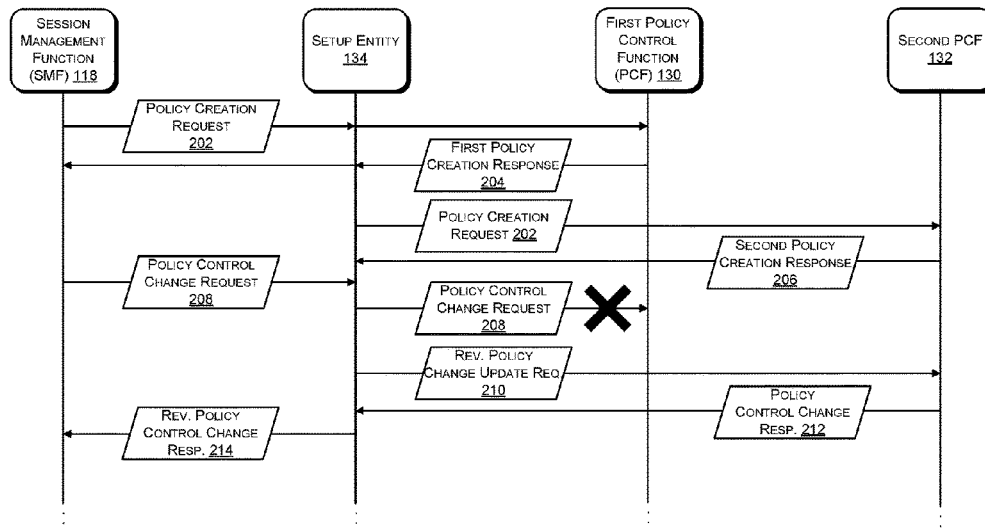 SESSION
MANAGEMENT
FUNCTION
(SMF) 118
SETUP ENTITY
134
FIRST POLICY
CONTROL
FUNCTION
(PCF) 130
SECOND PCF
132
POLICY CREATION
REQUEST
202
FIRST POLICY
CREATION RESPONSE
204
POLICY CREATION
REQUEST 202
SECOND POLICY
CREATION RESPONSE
206
POLICY CONTROL
CHANGE REQUEST
208
POLICY CONTROL
CHANGE REQUEST
208
REV. POLICY
CHANGE UPDATE REQ.
210
POLICY
CONTROL CHANGE
RESP. 212
REV. POLICY
CONTROL CHANGE
RESP. 214